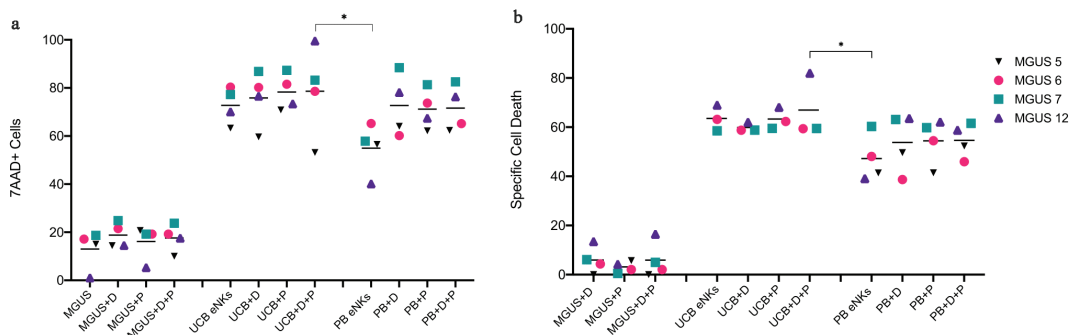 a
*
100
80
60
40
20
0
7AAD+ Cells
MGUS
MGUS+D
MGUS+P
MGUS+D+P
UCB eNKs
UCB+D
UCB+P
UCB+D+P
PB eNKs
PB+D
PB+P
PB+D+P
b
*
100
80
60
40
20
0
Specific Cell Death
MGUS+D
MGUS+P
MGUS+D+P
UCB eNKs
UCB+D
UCB+P
UCB+D+P
PB eNKs
PB+D
PB+P
PB+D+P
MGUS 5
MGUS 6
MGUS 7
MGUS 12